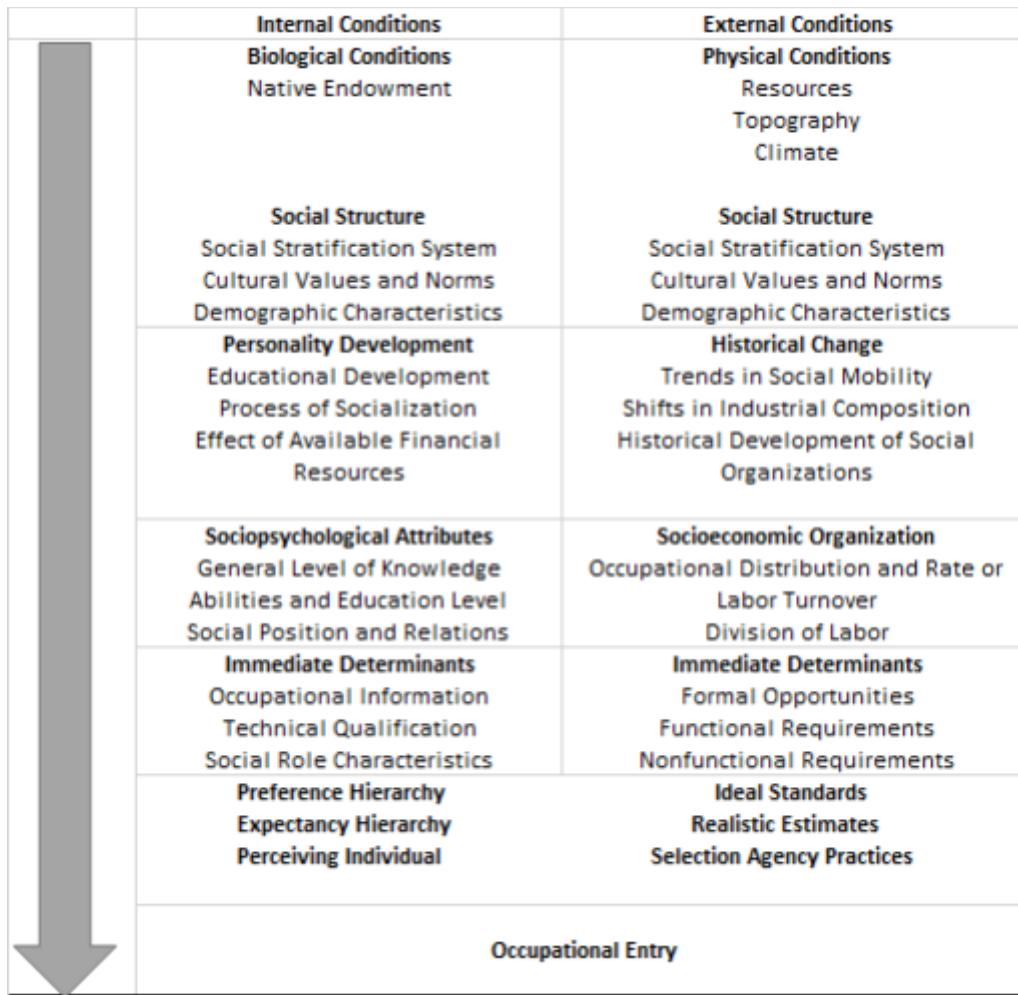 Internal Conditions
External Conditions
Biological Conditions
Native Endowment
Physical Conditions
Resources
Topography
Climate
Social Structure
Social Stratification System
Cultural Values and Norms
Demographic Characteristics
Social Structure
Social Stratification System
Cultural Values and Norms
Demographic Characteristics
Personality Development
Educational Development
Process of Socialization
Effect of Available Financial
Resources
Historical Change
Trends in Social Mobility
Shifts in Industrial Composition
Historical Development of Social
Organizations
Sociopsychological Attributes
General Level of Knowledge
Abilities and Education Level
Social Position and Relations
Socioeconomic Organization
Occupational Distribution and Rate or
Labor Turnover
Division of Labor
Immediate Determinants
Occupational Information
Technical Qualification
Social Role Characteristics
Immediate Determinants
Formal Opportunities
Functional Requirements
Nonfunctional Requirements
Preference Hierarchy
Expectancy Hierarchy
Perceiving Individual
Ideal Standards
Realistic Estimates
Selection Agency Practices
Occupational Entry